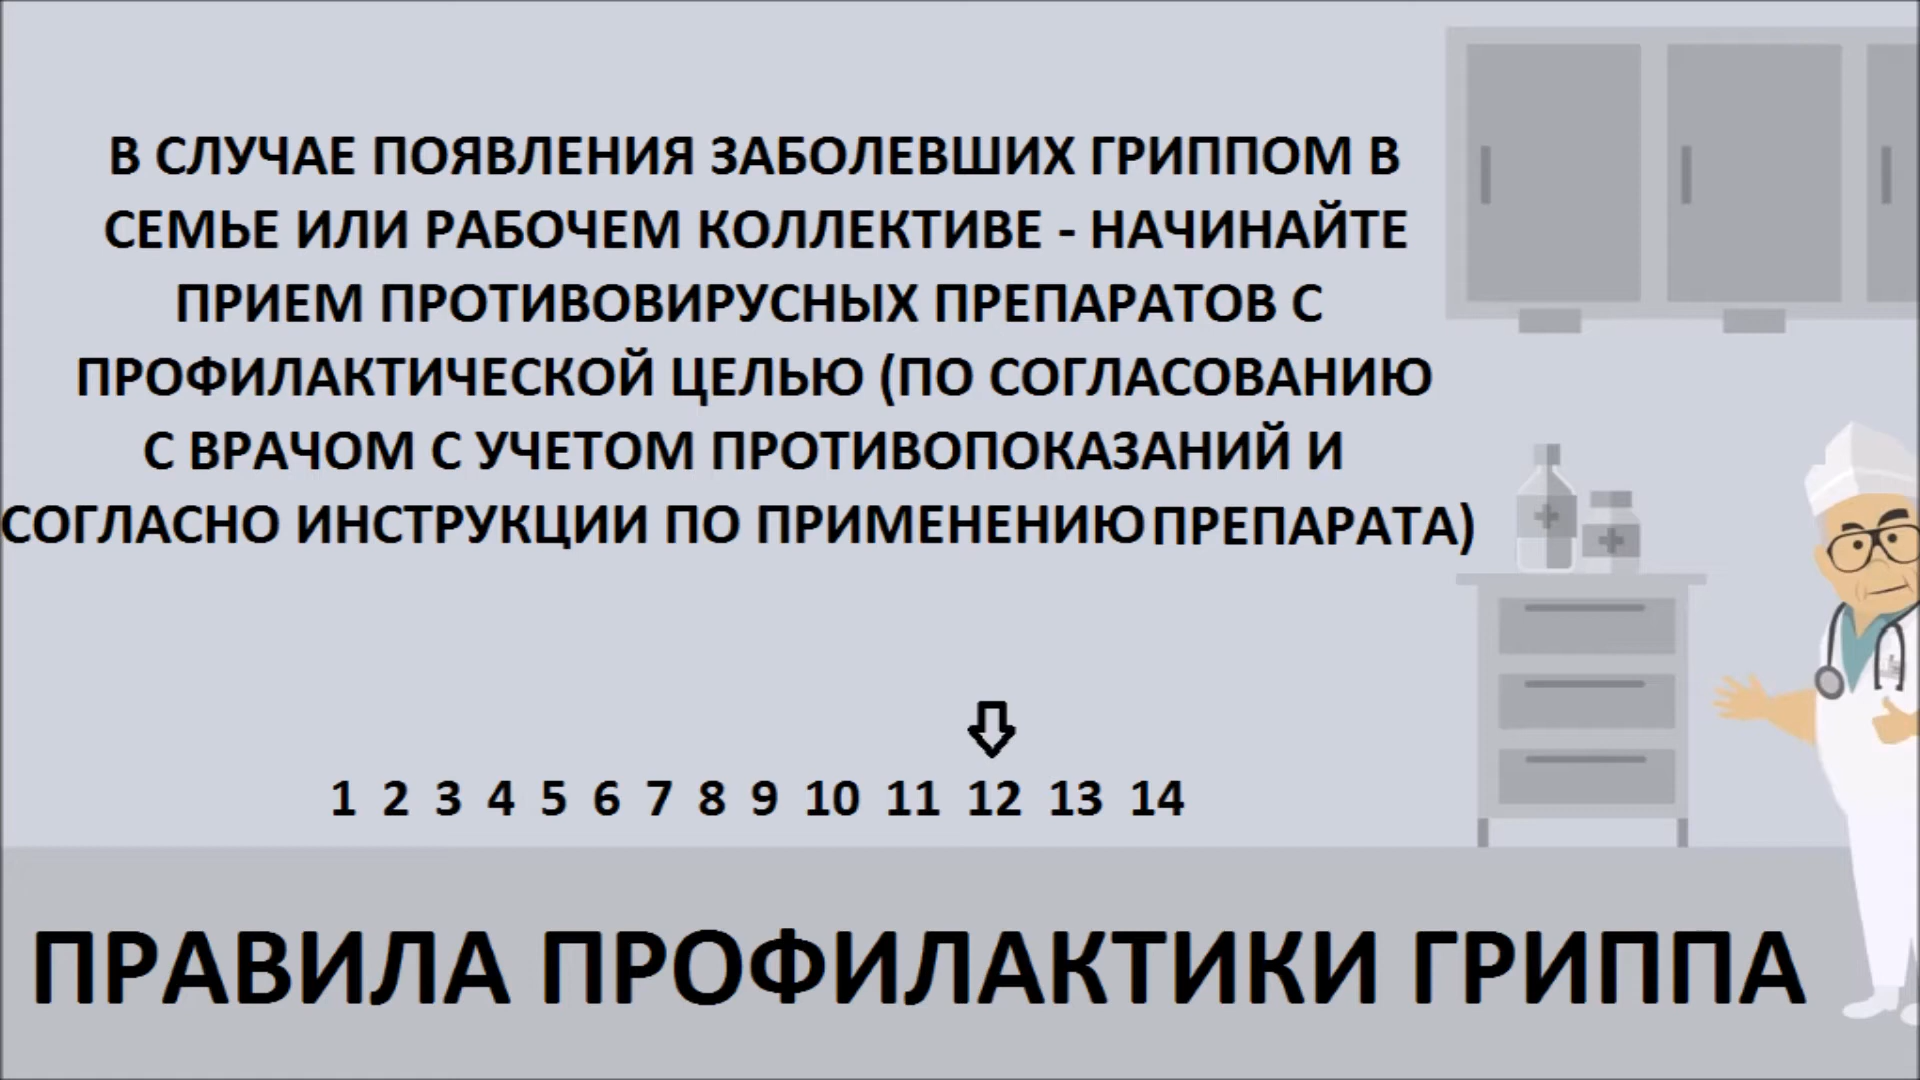 В СЛУЧАЕ ПОЯВЛЕНИЯ ЗАБОЛЕВШИХ ГРИППОМ В
СЕМЬЕ ИЛИ РАБОЧЕМ КОЛЛЕКТИВЕ - НАЧИНАЙТЕ
ПРИЕМ ПРОТИВОВИРУСНЫХ ПРЕПАРАТОВ С
ПРОФИЛАКТИЧЕСКОЙ ЦЕЛЬЮ (ПО СОГЛАСОВАНИЮ
С ВРАЧОМ С УЧЕТОМ ПРОТИВОПОКАЗАНИЙ И
СОГЛАСНО ИНСТРУКЦИИ ПО ПРИМЕНЕНИЮ ПРЕПАРАТА)
1 2 3 4 5 6 7 8 9 10 11 12 13 14
ПРАВИЛА ПРОФИЛАКТИКИ ГРИППА